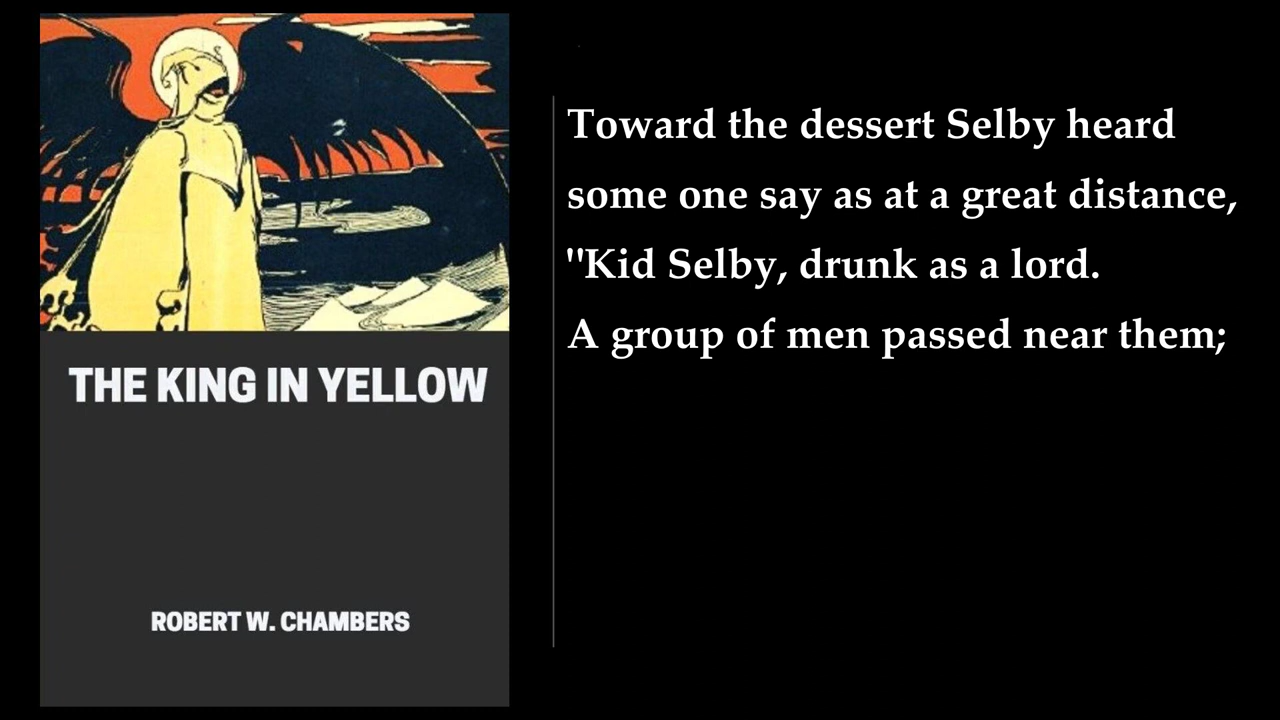 THE KING IN YELLOW
ROBERT W. CHAMBERS
Toward the dessert Selby heard
some one say as at a great distance,
"Kid Selby, drunk as a lord.
A group of men passed near them;